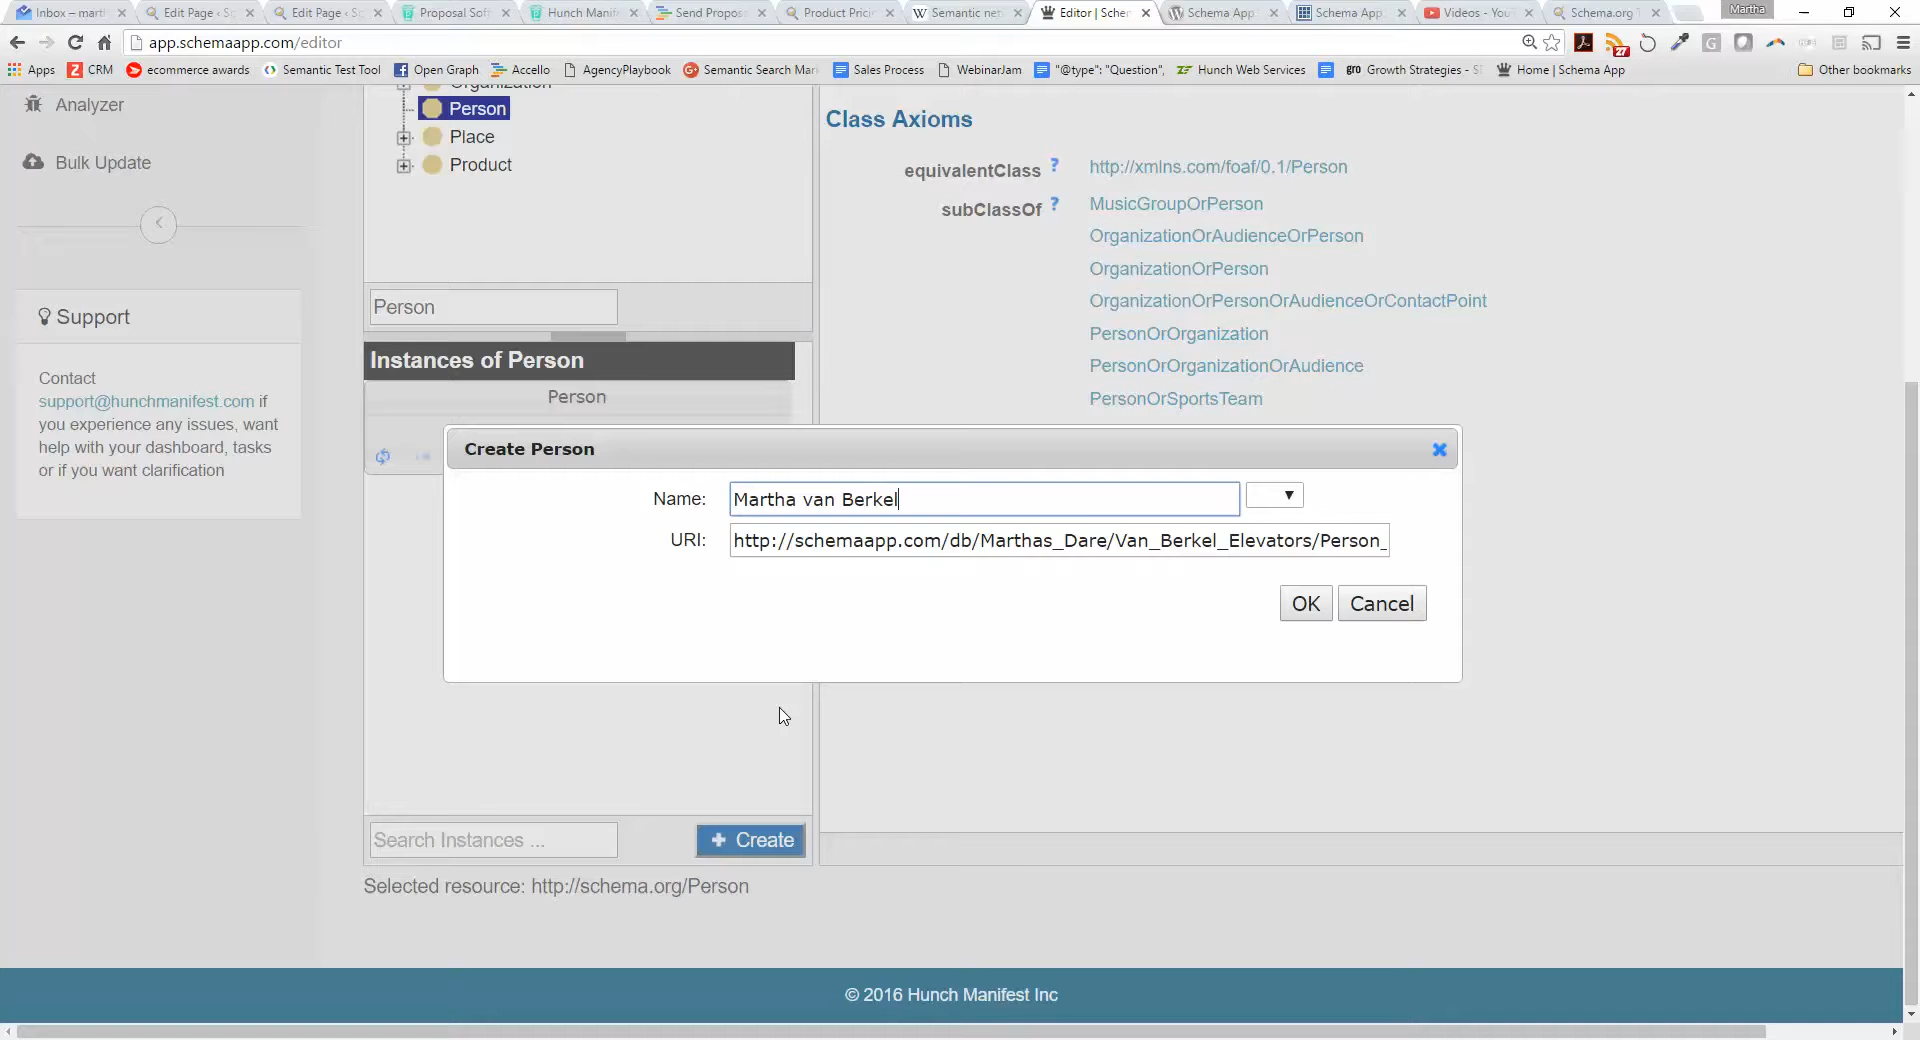 Inbox – marti
Edit Page ‹ S
Edit Page ‹ S
Proposal Soft
Hunch Manif
Send Propos
Product Prici
Semantic net
Editor | Scher
Schema App
Schema App
Videos - You
Schema.org
Martha
app.schemaapp.com/editor
27
Apps
CRM
ecommerce awards
Semantic Test Tool
Open Graph
Accello
AgencyPlaybook
Semantic Search Mar
Sales Process
WebinarJam
"@type": "Question",
Hunch Web Services
gro Growth Strategies - S
Home | Schema App
Other bookmarks
Analyzer
Bulk Update
Support
Contact
support@hunchmanifest.com if
you experience any issues, want
help with your dashboard, tasks
or if you want clarification
Organization
Person
Place
Product
Person
Instances of Person
Person
Class Axioms
equivalentClass ? http://xmlns.com/foaf/0.1/Person
subClassOf ? MusicGroupOrPerson
OrganizationOrAudienceOrPerson
OrganizationOrPerson
OrganizationOrPersonOrAudienceOrContactPoint
PersonOrOrganization
PersonOrOrganizationOrAudience
PersonOrSportsTeam
Create Person
Name: Martha van Berkel
URI: http://schemaapp.com/db/Marthas_Dare/Van_Berkel_Elevators/Person_
OK Cancel
Search Instances ...
+ Create
Selected resource: http://schema.org/Person
© 2016 Hunch Manifest Inc